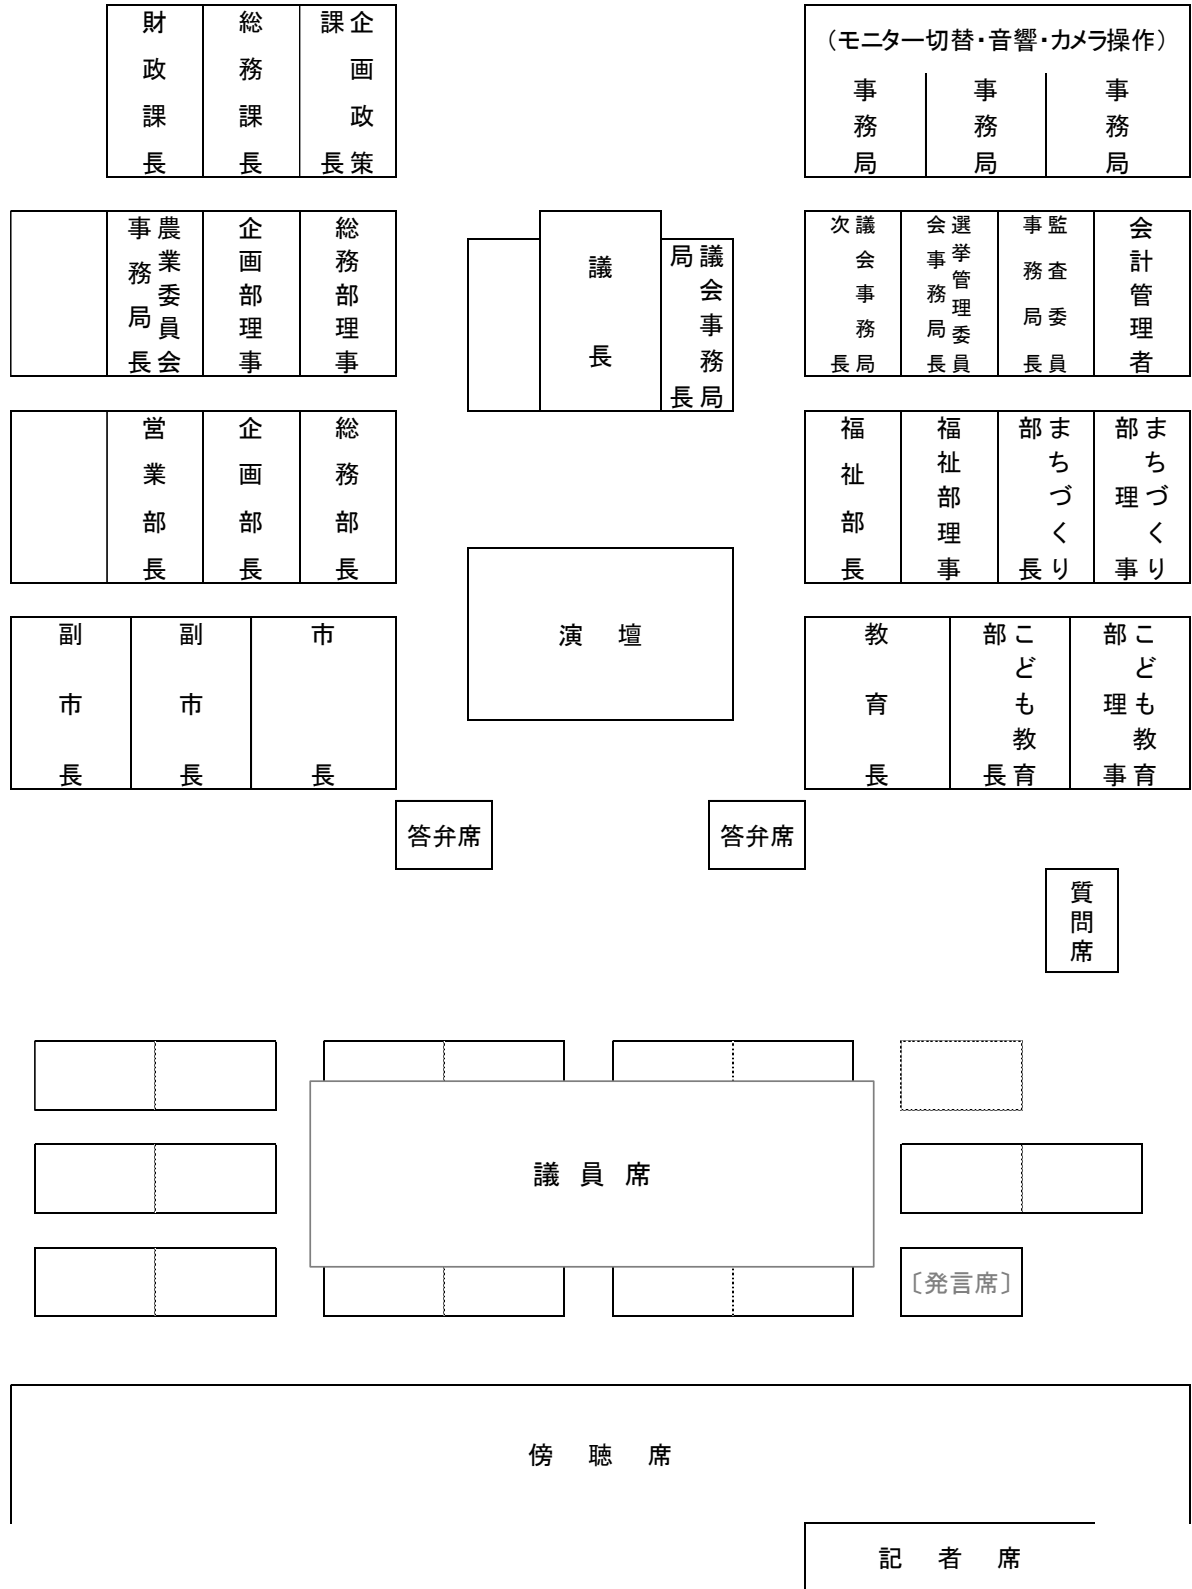 財政課長
総務課長
企画政策課長
（モニター切替・音響・カメラ操作）
事務局
事務局
事務局
農業委員会事務局長
企画部理事
総務部理事
議長
議会事務局長
議会事務局次長
選挙管理委員会事務局長
監査委員事務局長
会計管理者
営業部長
企画部長
総務部長
福祉部長
福祉部理事
まちづくり部長
まちづくり部理事
副市長
副市長
市長
演壇
教育長
こども教育部長
こども教育部理事
答弁席
答弁席
質問席
議員席
〔発言席〕
傍聴席
記者席